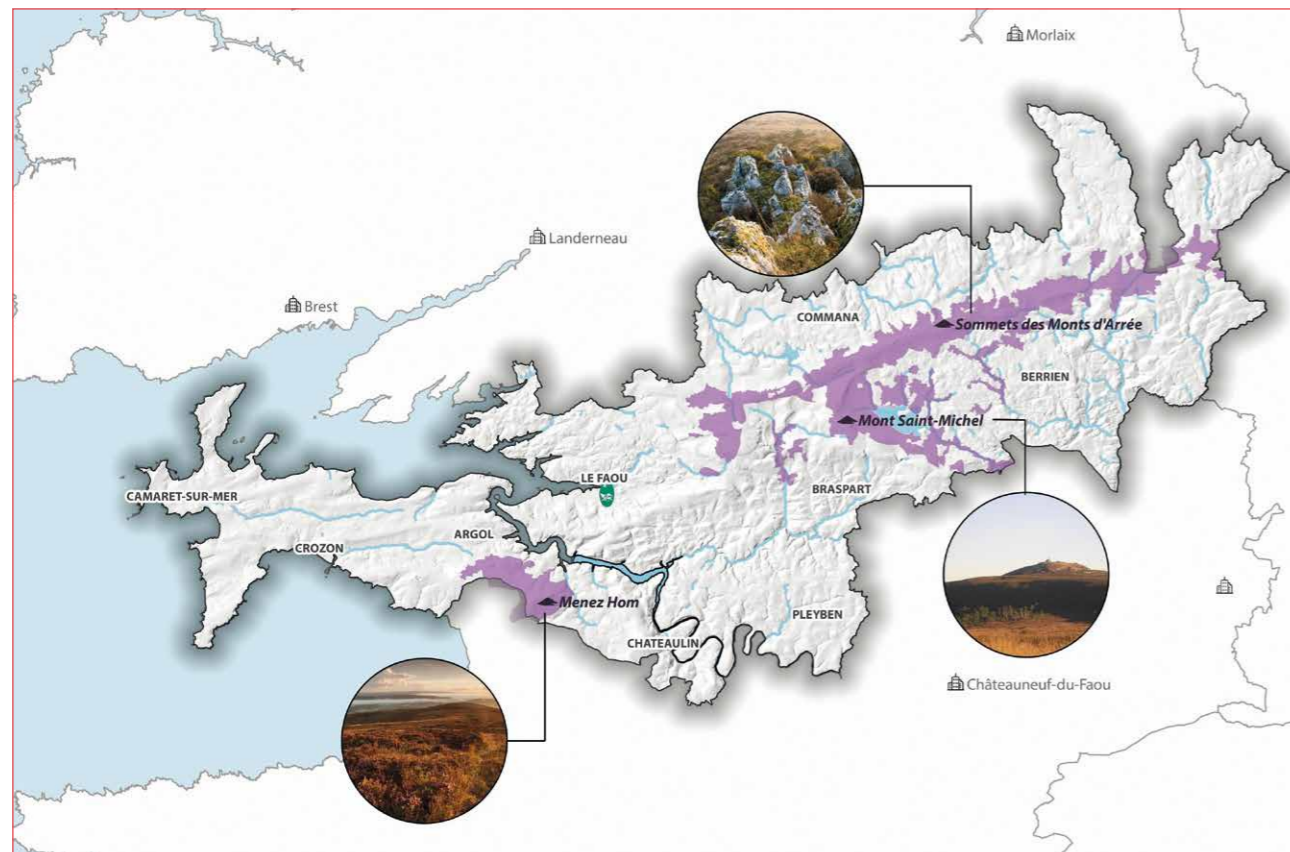 Morlaix
Landerneau
Brest
COMMANA
Sommets des Monts d'Arrée
BERRIEN
Mont Saint-Michel
LE FAOU
BRASPART
CAMARET-SUR-MER
ARGOL
CROZON
Menez Hom
PLEYBEN
CHATEAULIN
Châteauneuf-du-Faou